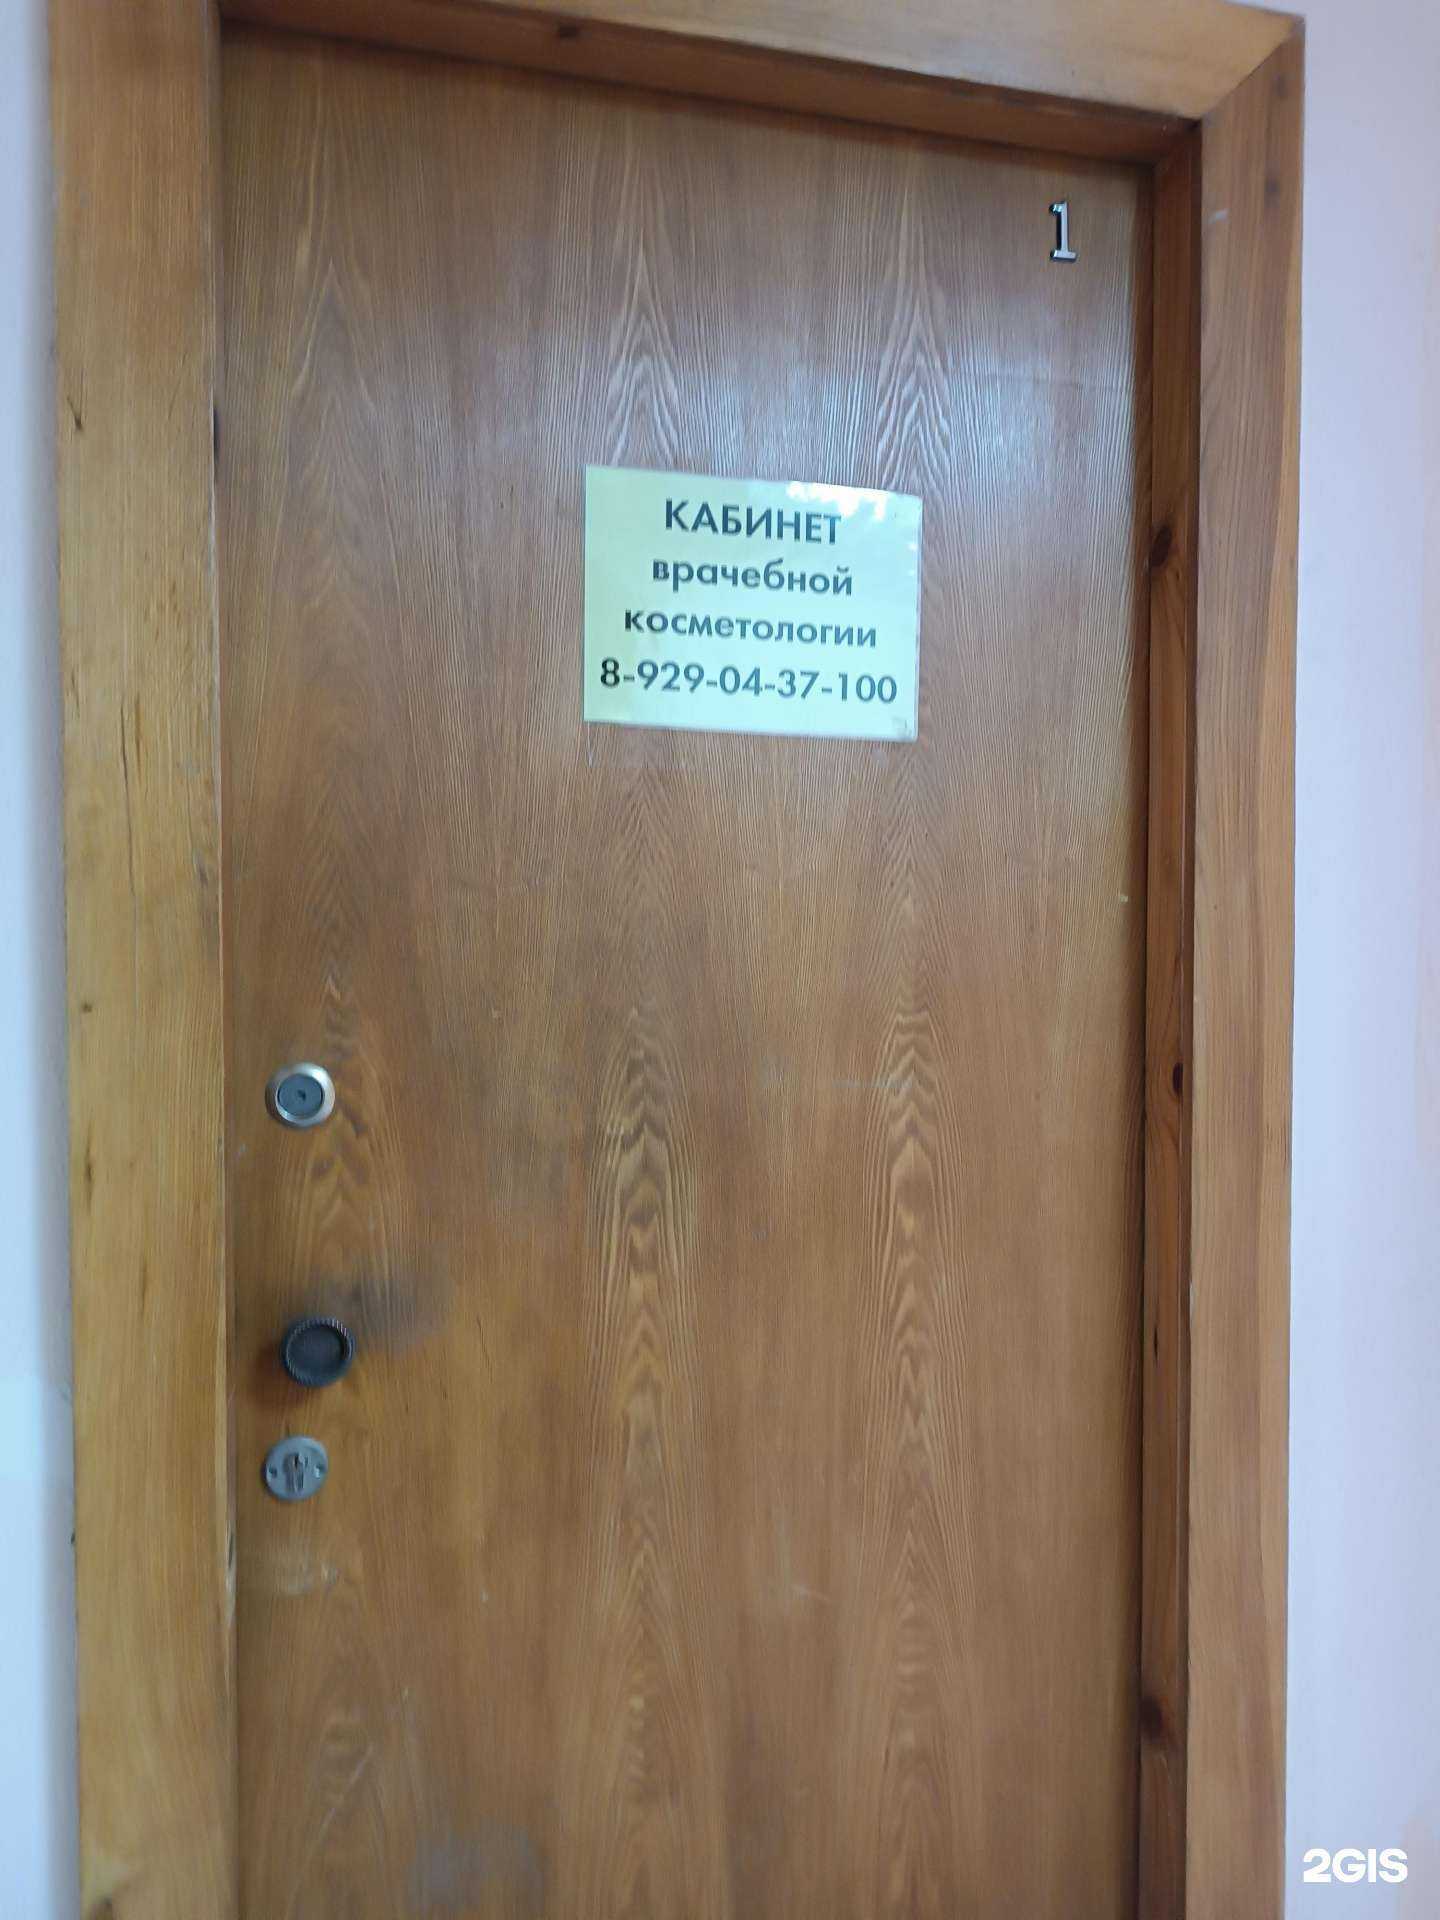 1
КАБИНЕТ
врачебной
косметологии
8-929-04-37-100
2GIS